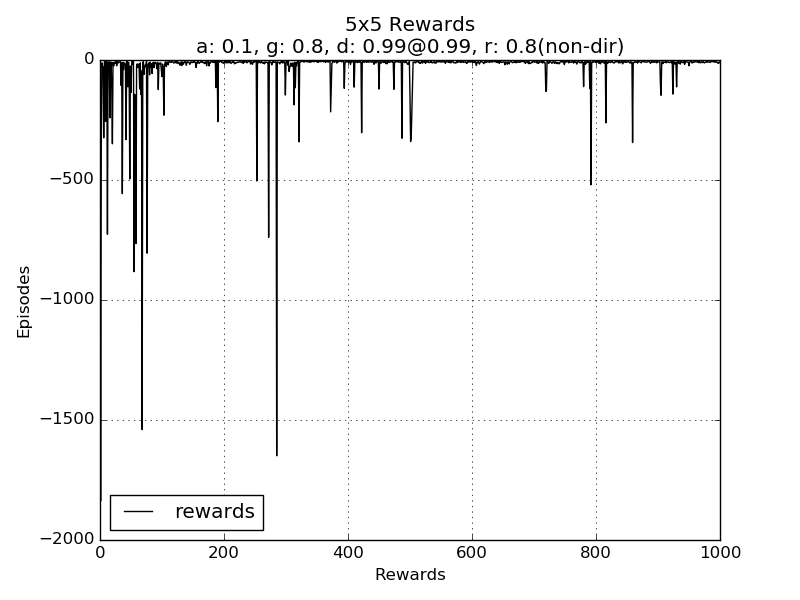 5x5 Rewards
a: 0.1, g: 0.8, d: 0.99@0.99, r: 0.8(non-dir)
0
−500
−1000
−1500
−2000
Episodes
rewards
0 200 400 600 800 1000
Rewards